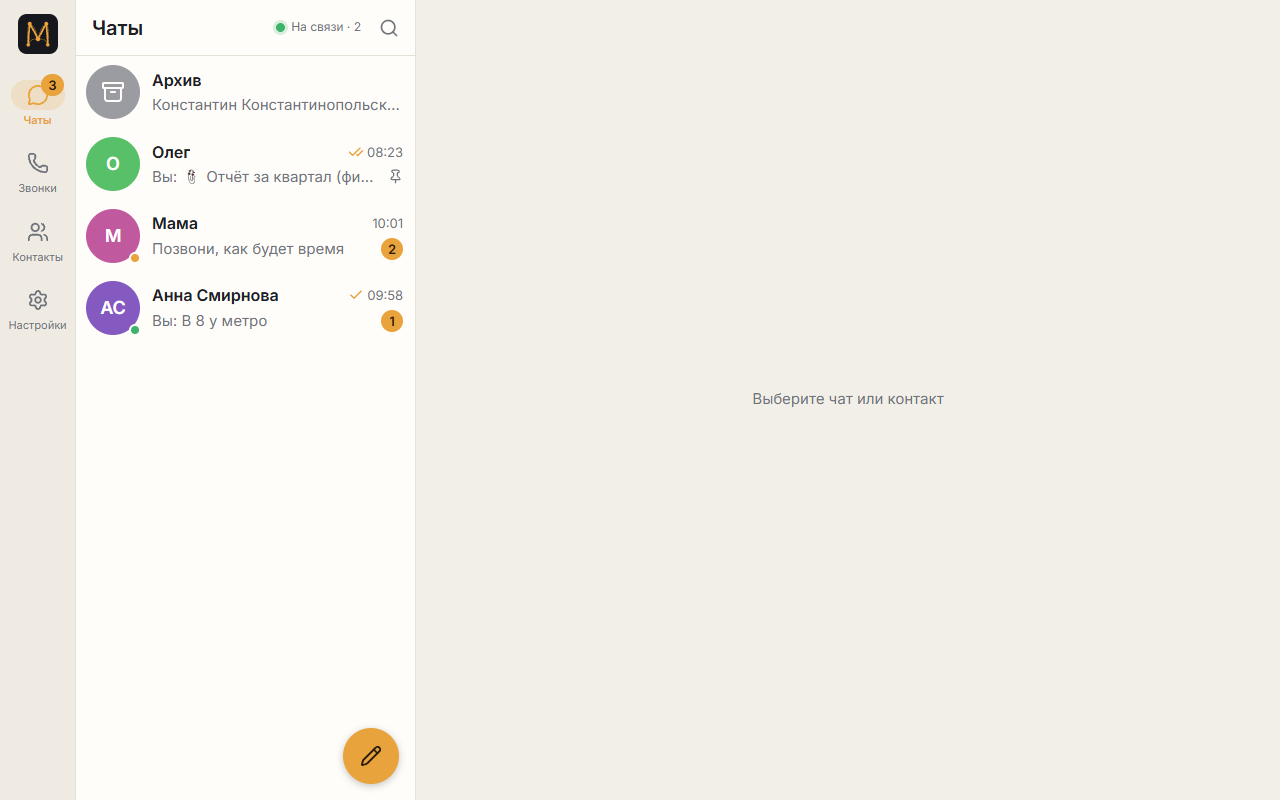 M
Чаты
На связи · 2
3
Чаты
Звонки
Контакты
Настройки
Архив
Константин Константинопольск...
О
Олег
08:23
Вы: Отчёт за квартал (фи...
М
Мама
10:01
Позвони, как будет время
2
АС
Анна Смирнова
09:58
Вы: В 8 у метро
1
Выберите чат или контакт